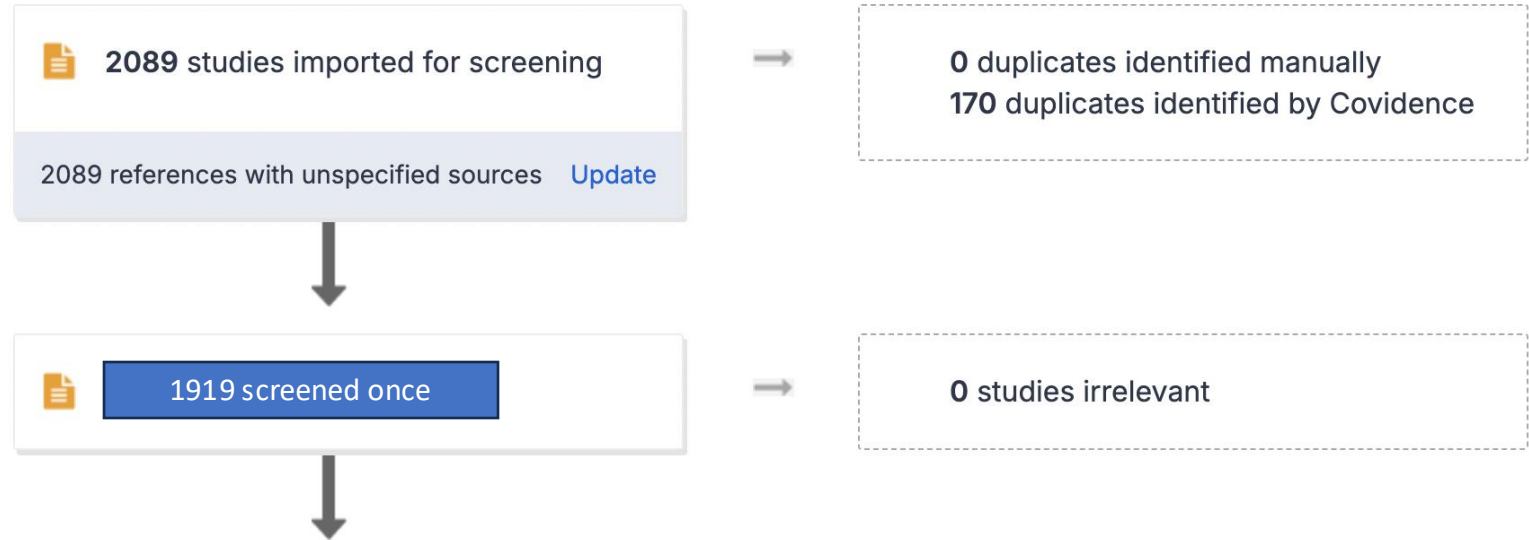 2089 studies imported for screening
0 duplicates identified manually
170 duplicates identified by Covidence
2089 references with unspecified sources Update
1919 screened once
0 studies irrelevant